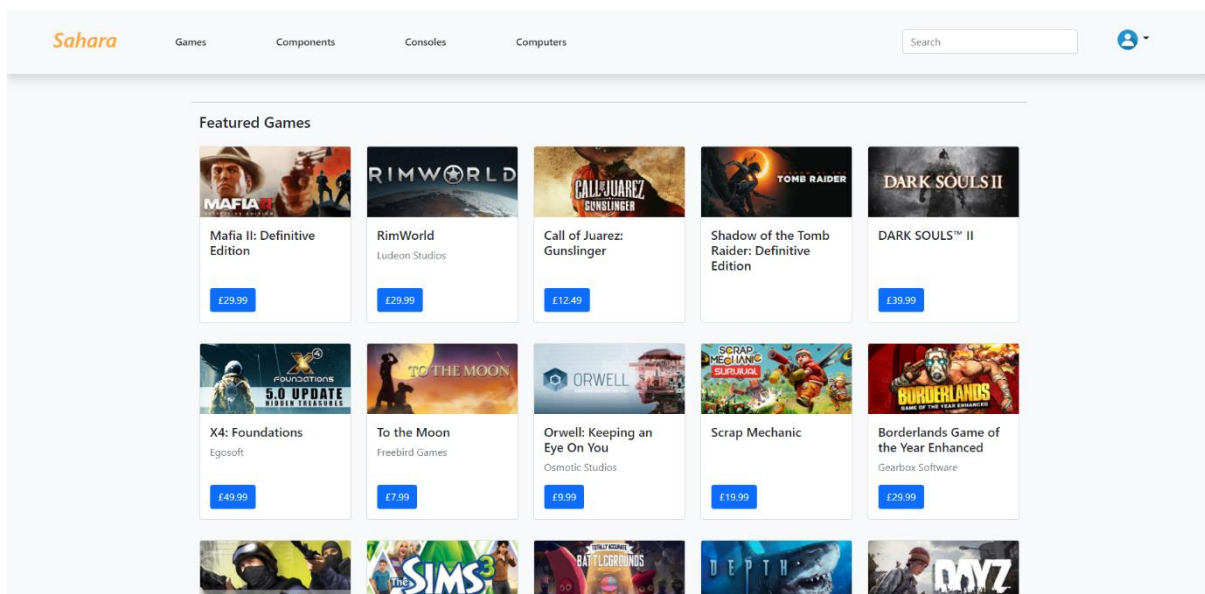 Sahara
Games
Components
Consoles
Computers
Search
Featured Games
MAFIA II
RIMWORLD
CALL OF JUAREZ
GUNSLINGER
TOMB RAIDER
DARK SOULS II
Mafia II: Definitive
Edition
RimWorld
Ludeon Studios
Call of Juarez:
Gunslinger
Shadow of the Tomb
Raider: Definitive
Edition
DARK SOULS™ II
£29.99
£29.99
£12.49
£39.99
X4
FOUNDATIONS
5.0 UPDATE
HIDDEN TREASURES
TO THE MOON
ORWELL
SCRAP
MECHANIC
SURVIVAL
BORDERLANDS
GAME OF THE YEAR ENHANCED
X4: Foundations
Egosoft
To the Moon
Freebird Games
Orwell: Keeping an
Eye On You
Osmotic Studios
Scrap Mechanic
Borderlands Game of
the Year Enhanced
Gearbox Software
£49.99
£7.99
£9.99
£19.99
£29.99
The SIMS 3
TOTALLY ACCURATE
BATTLEGROUNDS
DEPTH
DAYZ